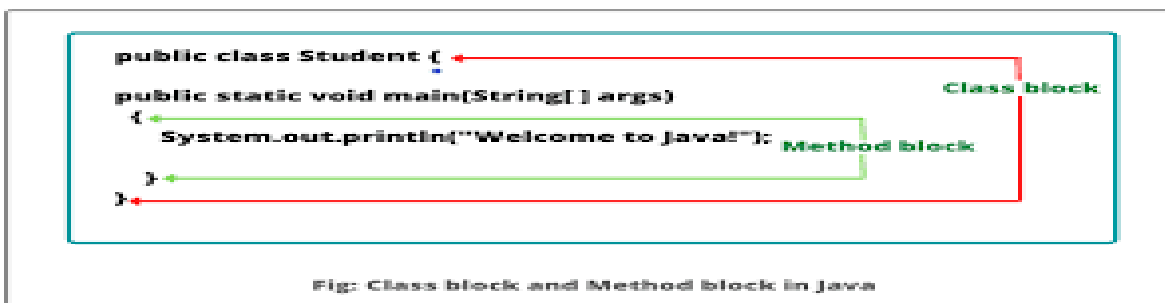 public class Student {
Class block
public static void main(String[ ] args)
{
System.out.println("Welcome to Java!");
Method block
}
}
Fig: Class block and Method block in Java